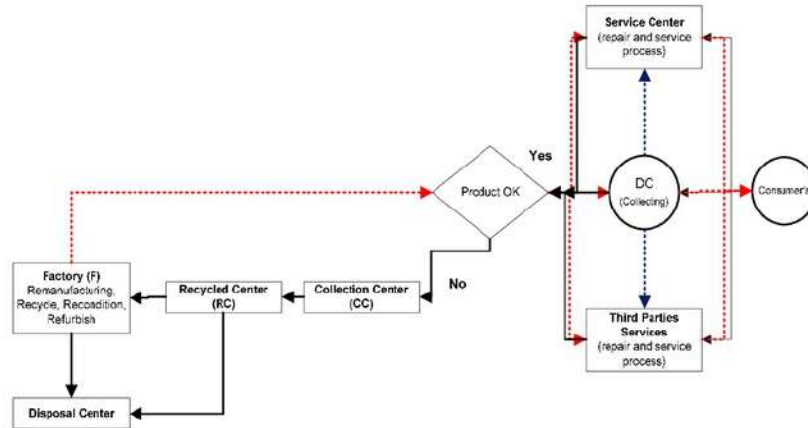 Service Center
(repair and service
process)
Yes
Product OK
DC
(Collecting)
Consumer's
No
Factory (F)
Remanufacturing,
Recycle, Recondition,
Refurbish
Recycled Center
(RC)
Collection Center
(CC)
Third Parties
Services
(repair and service
process)
Disposal Center